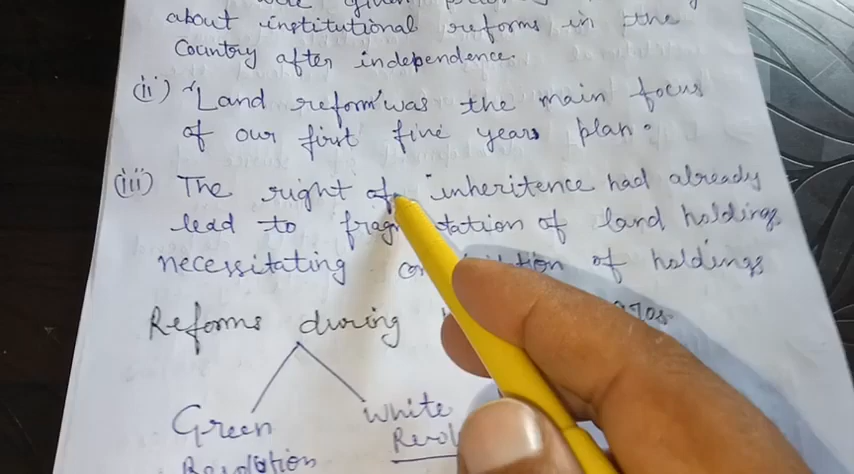 about institutional reforms in the
Country after independence.
(ii) "Land reform" was the main focus
of our first five years plan.
(iii) The right of inheritence had already
lead to of land holdings
necessitating of holdings
Reforms during
Green White
Revolution